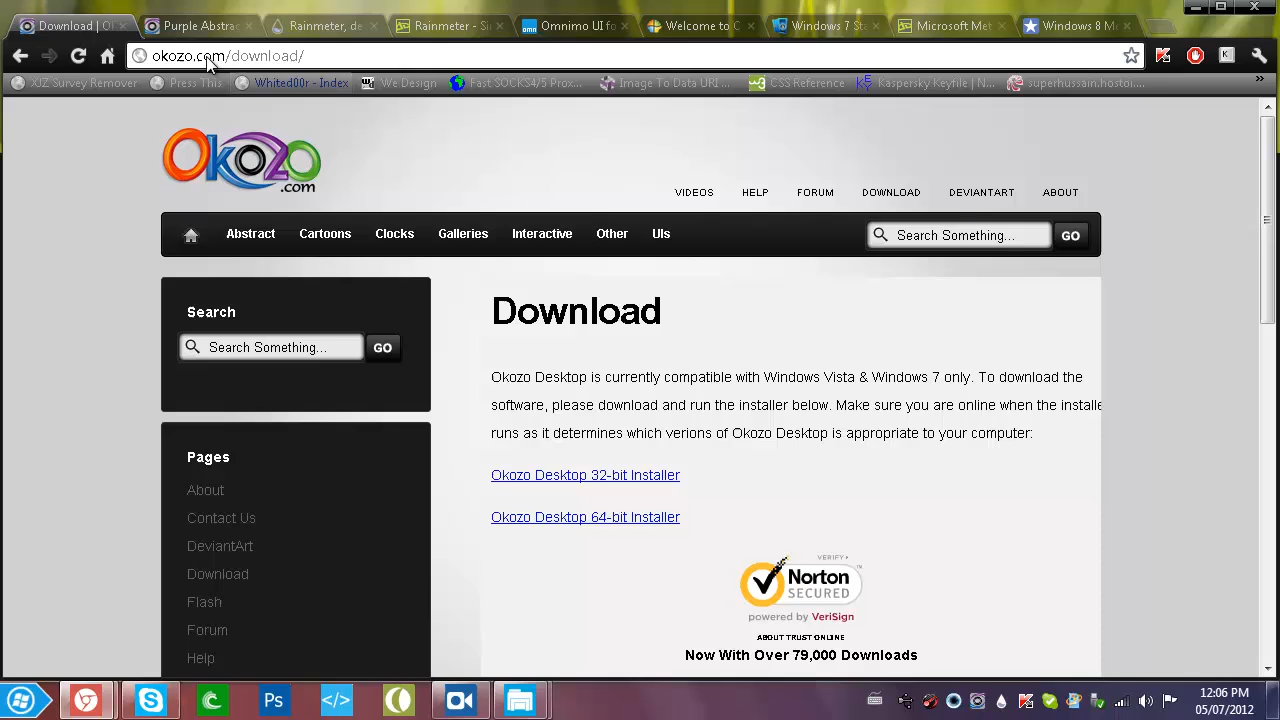 Download | Ol
Purple Abstrac
Rainmeter, de
Rainmeter - Si
Omnimo UI fo
Welcome to C
Windows 7 Sta
Microsoft Met
Windows 8 Mo
okozo.com/download/
K
XJZ Survey Remover
Press This
Whited00r - Index
We Design
Fast SOCKS4/5 Prox...
Image To Data URI ...
CSS Reference
Kaspersky Keyfile | N...
superhussain.hostoi....
»
Okozo
.com
VIDEOS
HELP
FORUM
DOWNLOAD
DEVIANTART
ABOUT
Abstract
Cartoons
Clocks
Galleries
Interactive
Other
UIs
Search Something...
GO
Search
Search Something...
GO
Pages
About
Contact Us
DeviantArt
Download
Flash
Forum
Help
Download
Okozo Desktop is currently compatible with Windows Vista & Windows 7 only. To download the
software, please download and run the installer below. Make sure you are online when the installe
runs as it determines which verions of Okozo Desktop is appropriate to your computer:
Okozo Desktop 32-bit Installer
Okozo Desktop 64-bit Installer
VERIFY
Norton
SECURED
powered by VeriSign
ABOUT TRUST ONLINE
Now With Over 79,000 Downloads
Ps
</>
12:06 PM
05/07/2012